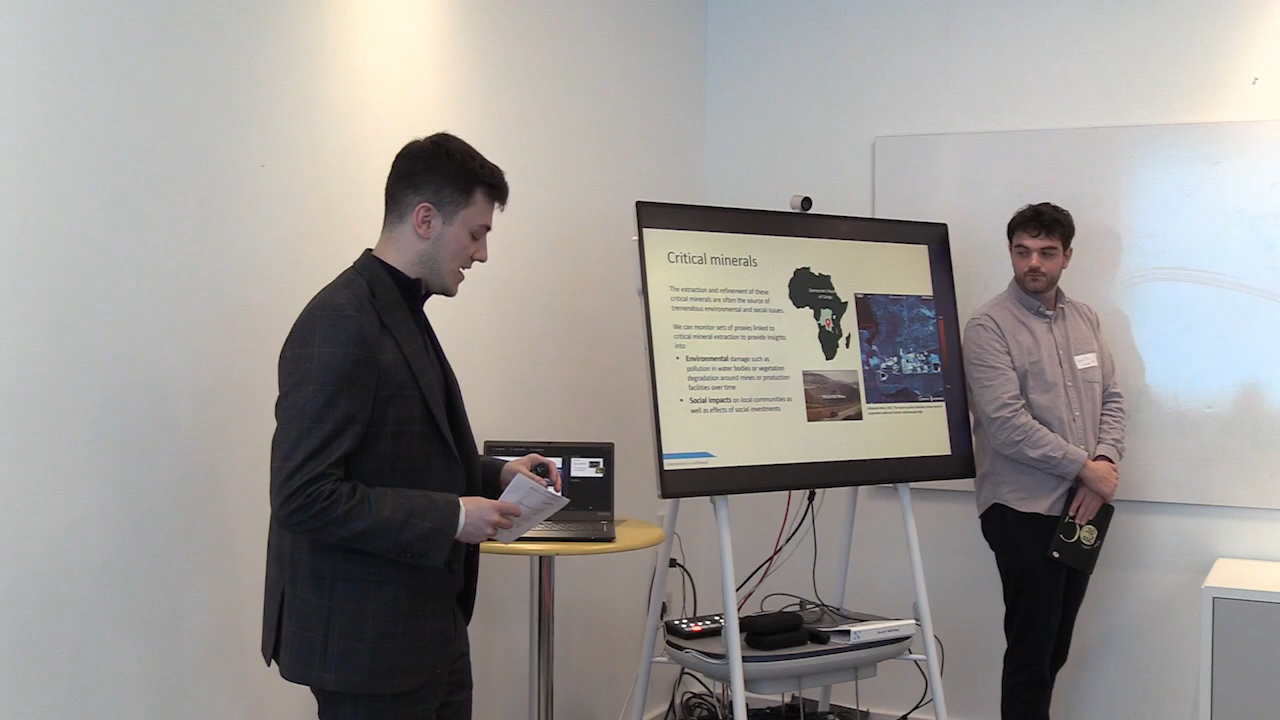 Critical minerals
The extraction and refinement of these
critical minerals are often the source of
tremendous environmental and social issues.
We can monitor sets of proxies linked to
critical mineral extraction to provide insights
into:
• Environmental damage such as
pollution in water bodies or vegetation
degradation around mines or production
facilities over time
• Social impacts on local communities as
well as effects of social investments
of Congo
50